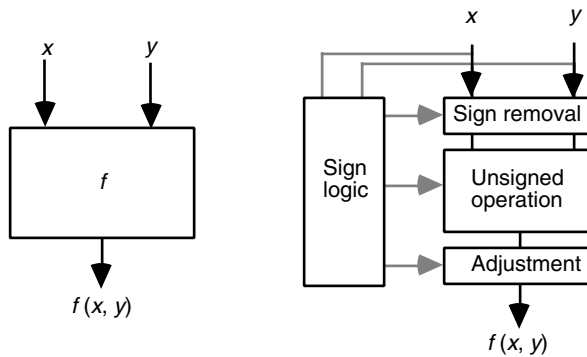 x y
f
f (x, y)
x y
Sign removal
Sign
logic
Unsigned
operation
Adjustment
f (x, y)